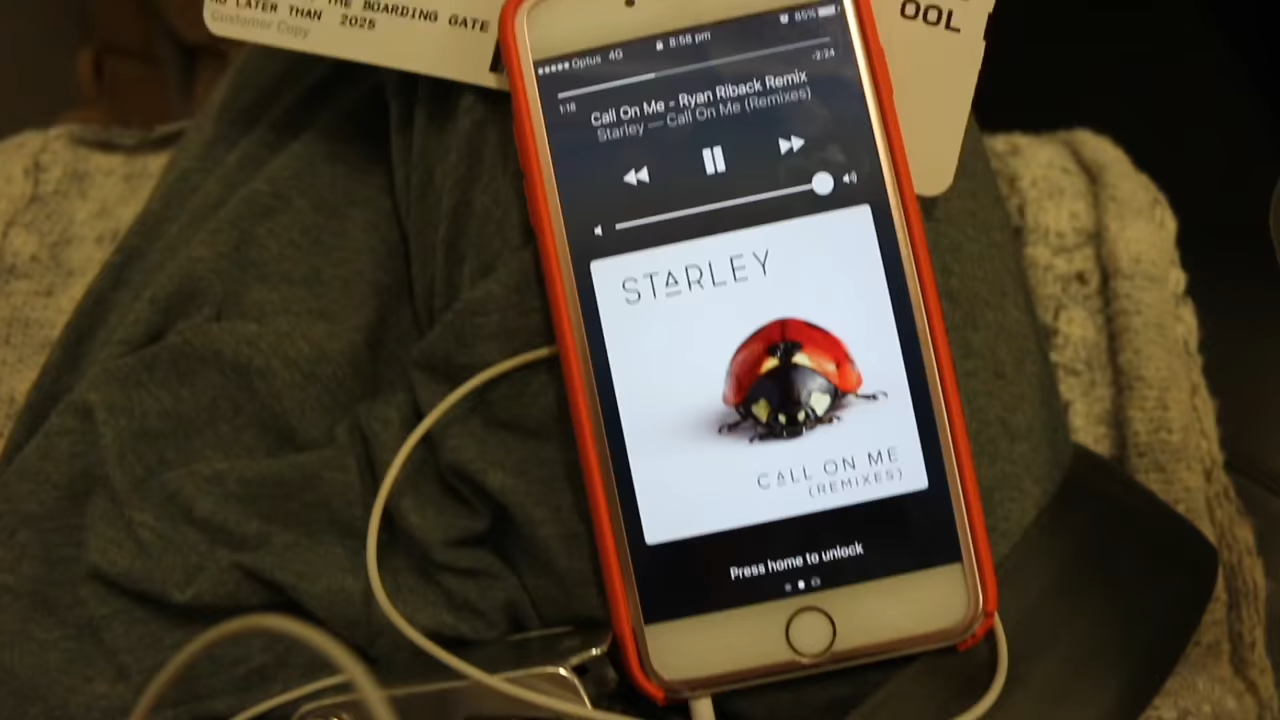 THE BOARDING GATE
NO LATER THAN 2025
Customer Copy
OOL
Optus 4G 8:58 pm 85%
1:18 -2:24
Call On Me - Ryan Riback Remix
Starley — Call On Me (Remixes)
STARLEY
CALL ON ME
(REMIXES)
Press home to unlock